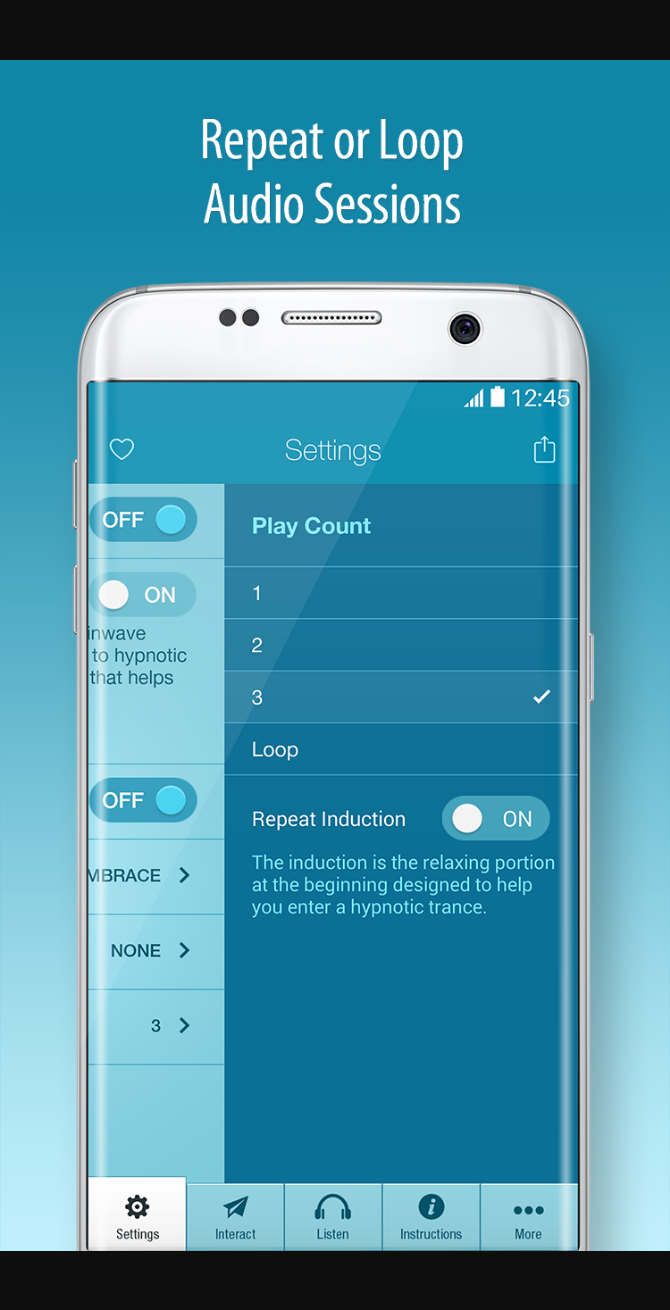 Repeat or Loop
Audio Sessions
12:45
Settings
OFF
ON
to hypnotic
that helps
OFF
NONE
3
Play Count
1
2
3
Loop
Repeat Induction ON
The induction is the relaxing portion
at the beginning designed to help
you enter a hypnotic trance.
Settings
Interact
Listen
Instructions
More